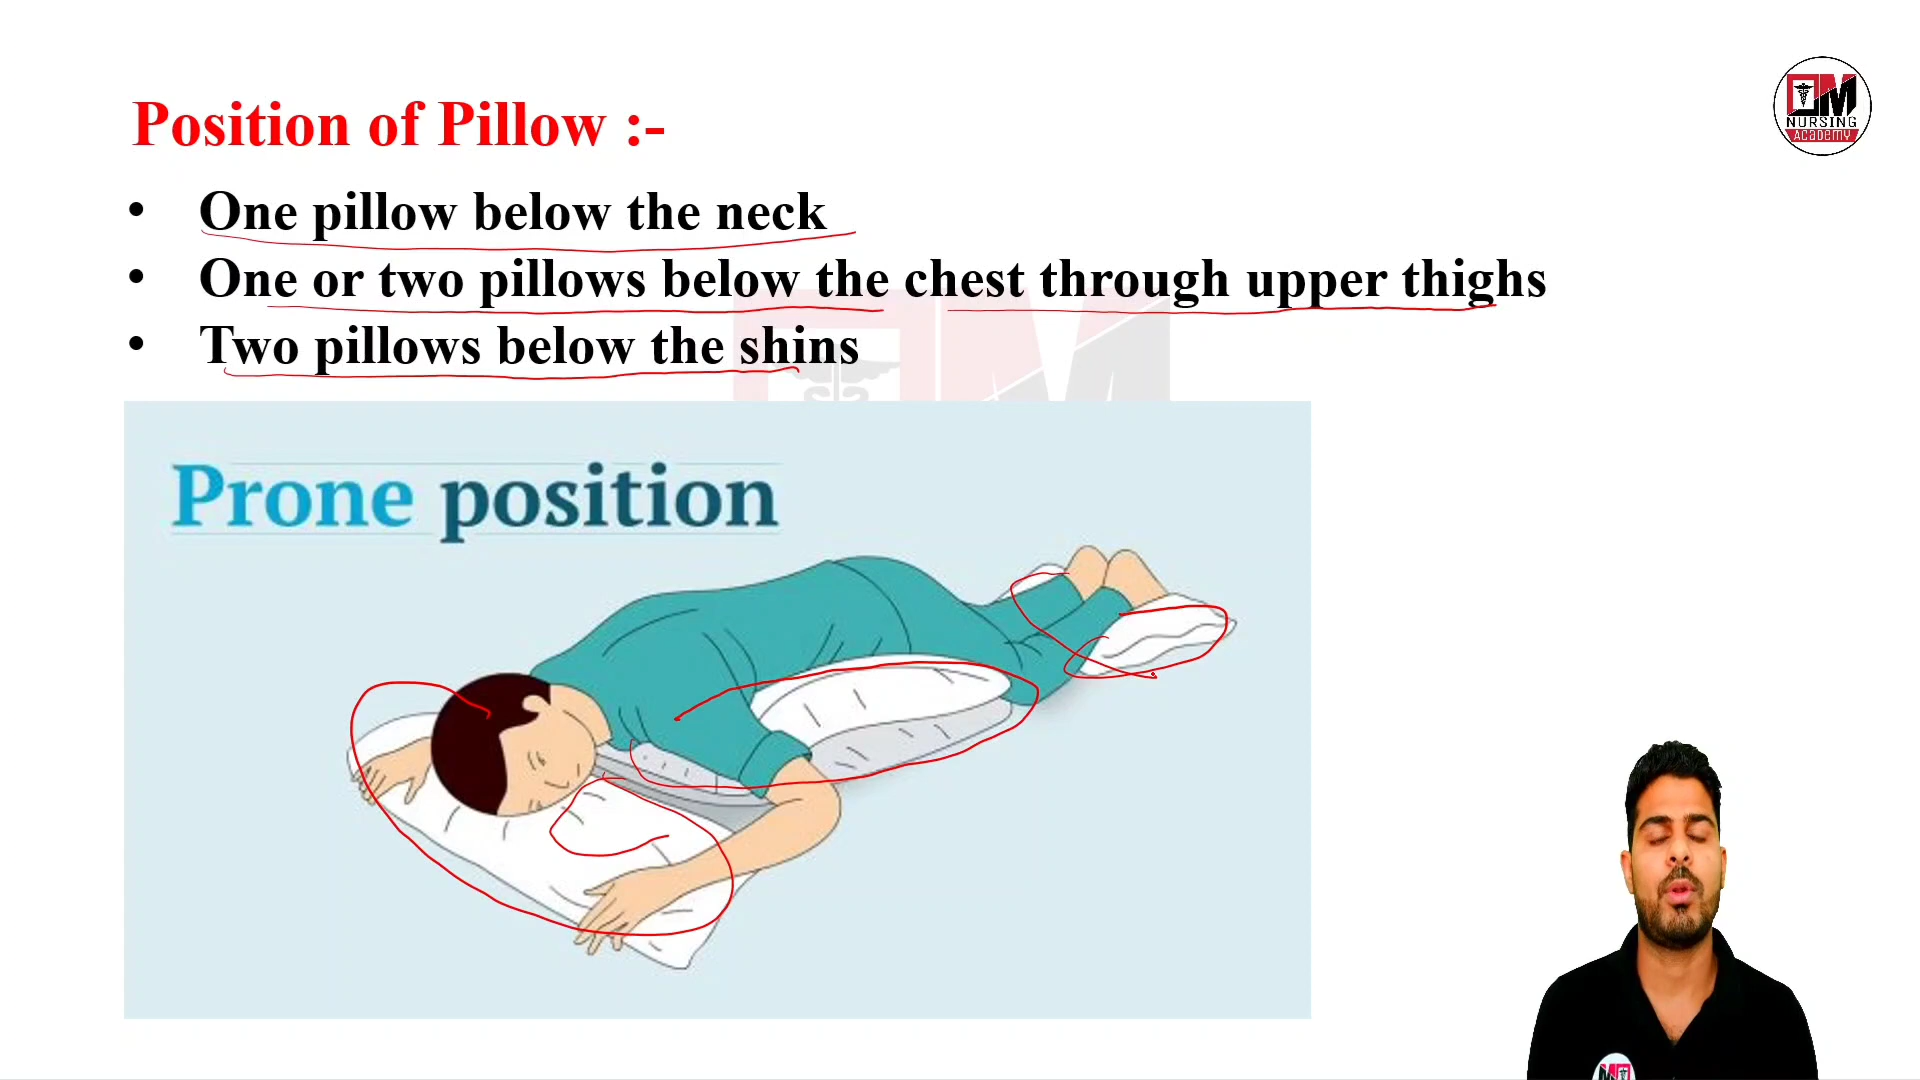 Position of Pillow :-
• One pillow below the neck
• One or two pillows below the chest through upper thighs
• Two pillows below the shins
Prone position
OM
NURSING
Academy